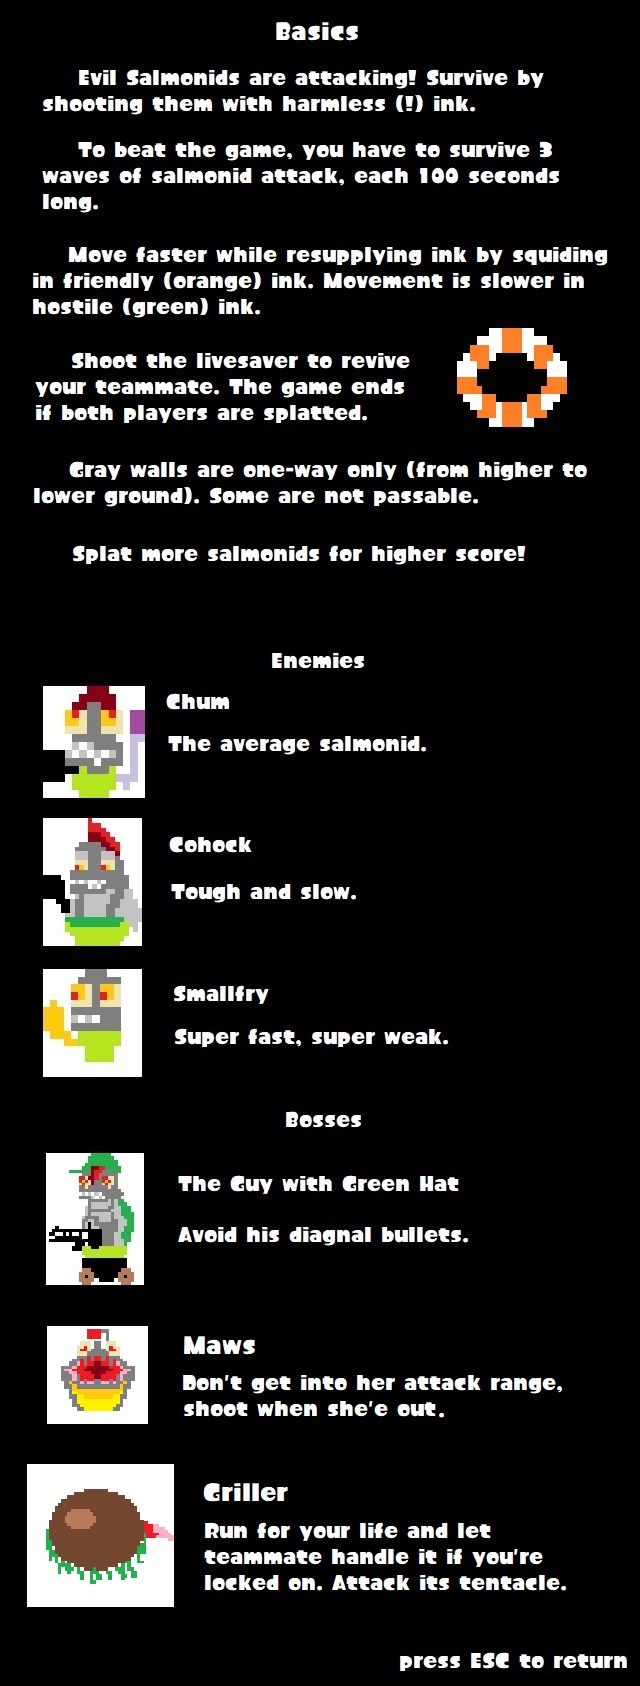 Basics
Evil Salmonids are attacking! Survive by
shooting them with harmless (!) ink.
To beat the game, you have to survive 3
waves of salmonid attack, each 100 seconds
long.
Move faster while resupplying ink by squiding
in friendly (orange) ink. Movement is slower in
hostile (green) ink.
Shoot the livesaver to revive
your teammate. The game ends
if both players are splatted.
Gray walls are one-way only (from higher to
lower ground). Some are not passable.
Splat more salmonids for higher score!
Enemies
Chum
The average salmonid.
Cohock
Tough and slow.
Smallfry
Super fast, super weak.
Bosses
The Guy with Green Hat
Avoid his diagnal bullets.
Maws
Don't get into her attack range,
shoot when she'e out.
Griller
Run for your life and let
teammate handle it if you're
locked on. Attack its tentacle.
press ESC to return